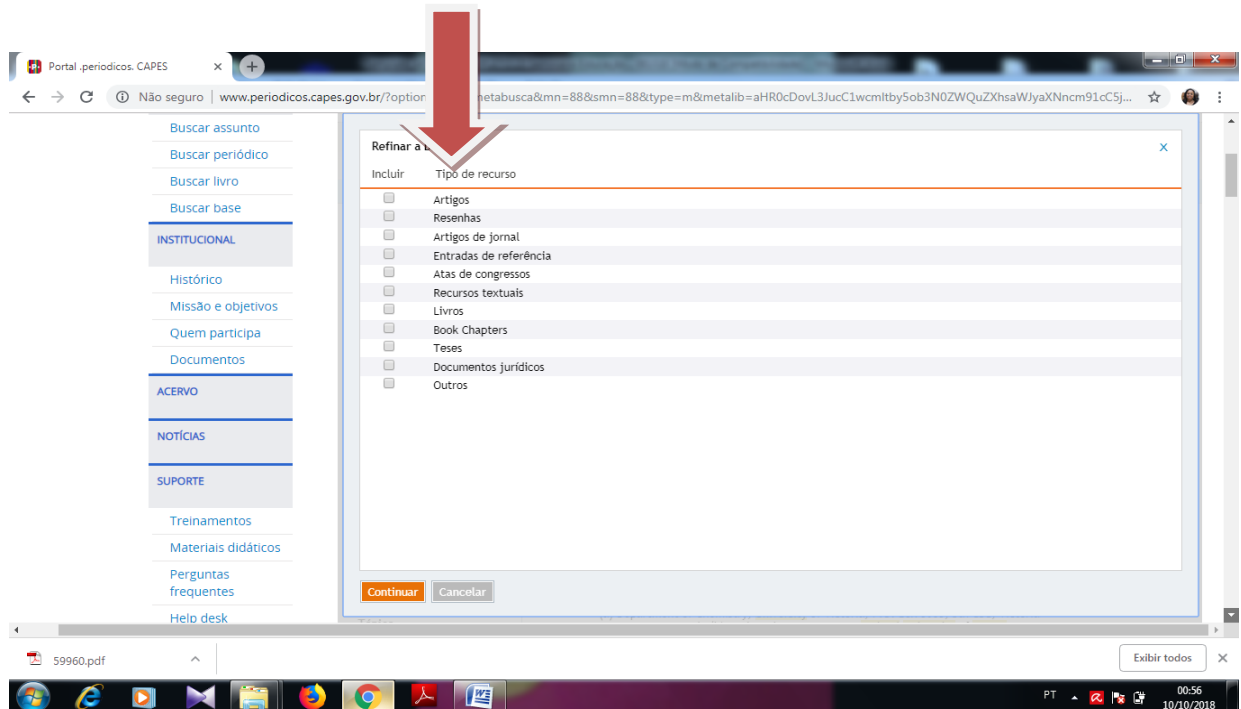 Portal .periodicos. CAPES
Não seguro | www.periodicos.capes.gov.br/?option
netabusca&mn=88&smn=88&type=m&metalib=aHR0cDovL3JucC1wcmltby5ob3N0ZWQuZXhsaWJyaXNncm91cC5j...
Buscar assunto
Buscar periódico
Buscar livro
Buscar base
INSTITUCIONAL
Histórico
Missão e objetivos
Quem participa
Documentos
ACERVO
NOTÍCIAS
SUPORTE
Treinamentos
Materiais didáticos
Perguntas
frequentes
Help desk
Refinar a
Incluir Tipo de recurso
Artigos
Resenhas
Artigos de jornal
Entradas de referência
Atas de congressos
Recursos textuais
Livros
Book Chapters
Teses
Documentos jurídicos
Outros
Continuar Cancelar
59960.pdf
Exibir todos
PT
00:56
10/10/2018